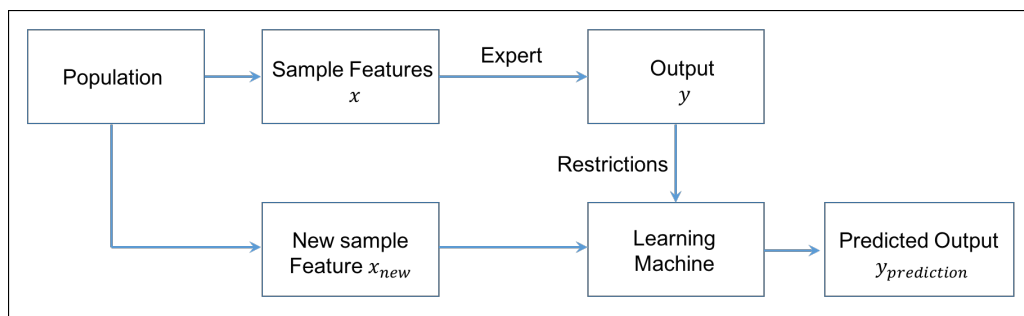 Population
Sample Features
x
Expert
Output
y
Restrictions
New sample
Feature x_new
Learning
Machine
Predicted Output
y_prediction